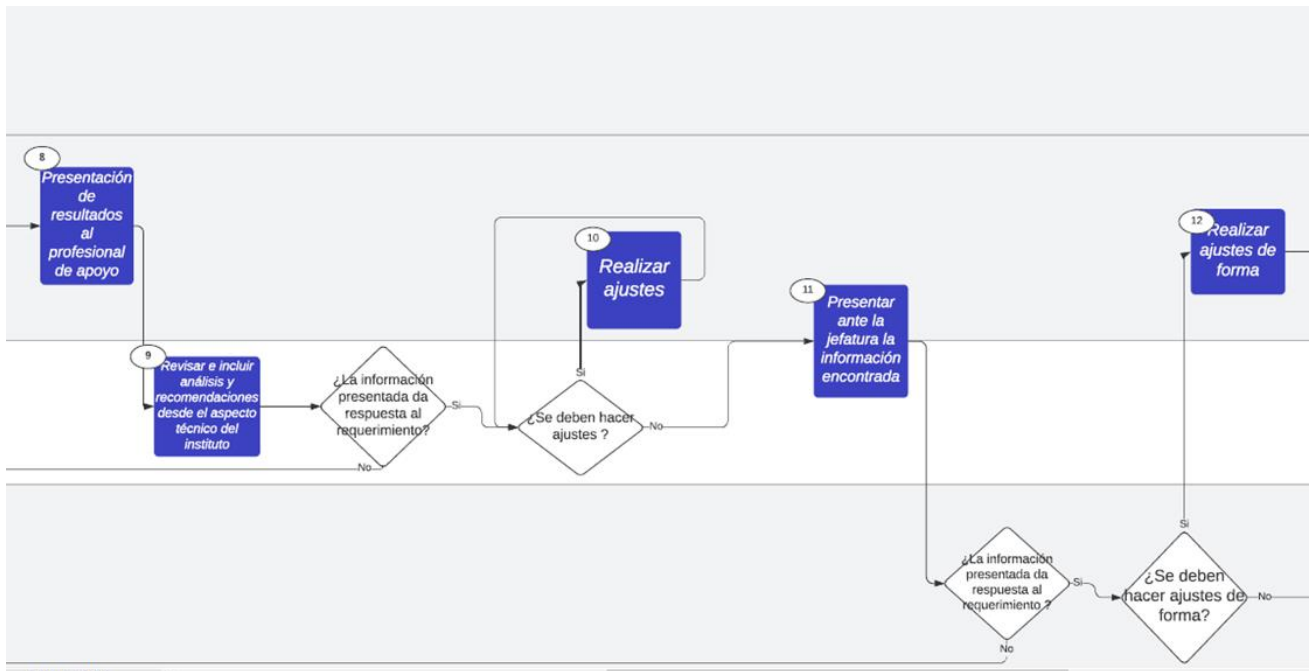 8
Presentación
de
resultados
al
profesional
de apoyo
9
Revisar e incluir
análisis y
recomendaciones
desde el aspecto
técnico del
instituto
¿La información
presentada da
respuesta al
requerimiento?
Si
No
¿Se deben hacer
ajustes ?
Si
No
10
Realizar
ajustes
11
Presentar
ante la
jefatura la
información
encontrada
¿La información
presentada da
respuesta al
requerimiento ?
Si
No
¿Se deben
hacer ajustes de
forma?
Si
No
12
Realizar
ajustes de
forma